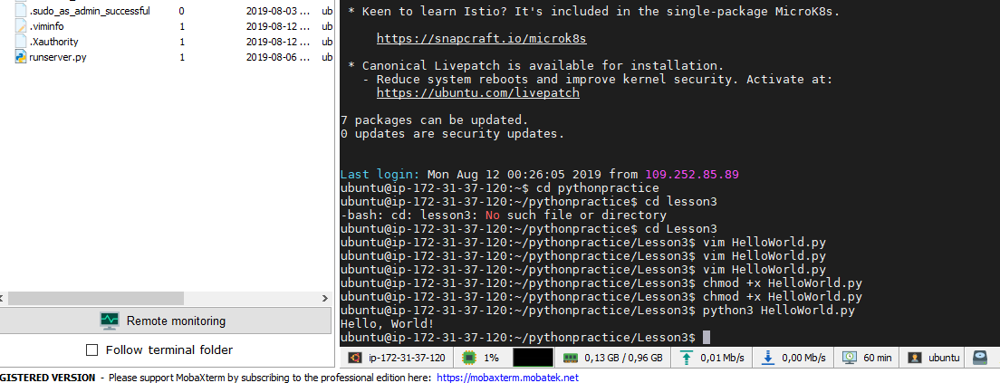 .sudo_as_admin_successful 0 2019-08-03 ... ub
.viminfo 1 2019-08-12 ... ub
.Xauthority 1 2019-08-12 ... ub
runserver.py 1 2019-08-06 ... ub
Remote monitoring
Follow terminal folder
* Keen to learn Istio? It's included in the single-package MicroK8s.
https://snapcraft.io/microk8s
* Canonical Livepatch is available for installation.
- Reduce system reboots and improve kernel security. Activate at:
https://ubuntu.com/livepatch
7 packages can be updated.
0 updates are security updates.
Last login: Mon Aug 12 00:26:05 2019 from 109.252.85.89
ubuntu@ip-172-31-37-120:~$ cd pythonpractice
ubuntu@ip-172-31-37-120:~/pythonpractice$ cd lesson3
-bash: cd: lesson3: No such file or directory
ubuntu@ip-172-31-37-120:~/pythonpractice$ cd Lesson3
ubuntu@ip-172-31-37-120:~/pythonpractice/Lesson3$ vim HelloWorld.py
ubuntu@ip-172-31-37-120:~/pythonpractice/Lesson3$ vim HelloWorld.py
ubuntu@ip-172-31-37-120:~/pythonpractice/Lesson3$ vim HelloWorld.py
ubuntu@ip-172-31-37-120:~/pythonpractice/Lesson3$ chmod +x HelloWorld.py
ubuntu@ip-172-31-37-120:~/pythonpractice/Lesson3$ chmod +x HelloWorld.py
ubuntu@ip-172-31-37-120:~/pythonpractice/Lesson3$ python3 HelloWorld.py
Hello, World!
ubuntu@ip-172-31-37-120:~/pythonpractice/Lesson3$
ip-172-31-37-120 1% 0,13 GB / 0,96 GB 0,01 Mb/s 0,00 Mb/s 60 min ubuntu
GISTERED VERSION - Please support MobaXterm by subscribing to the professional edition here: https://mobaxterm.mobatek.net